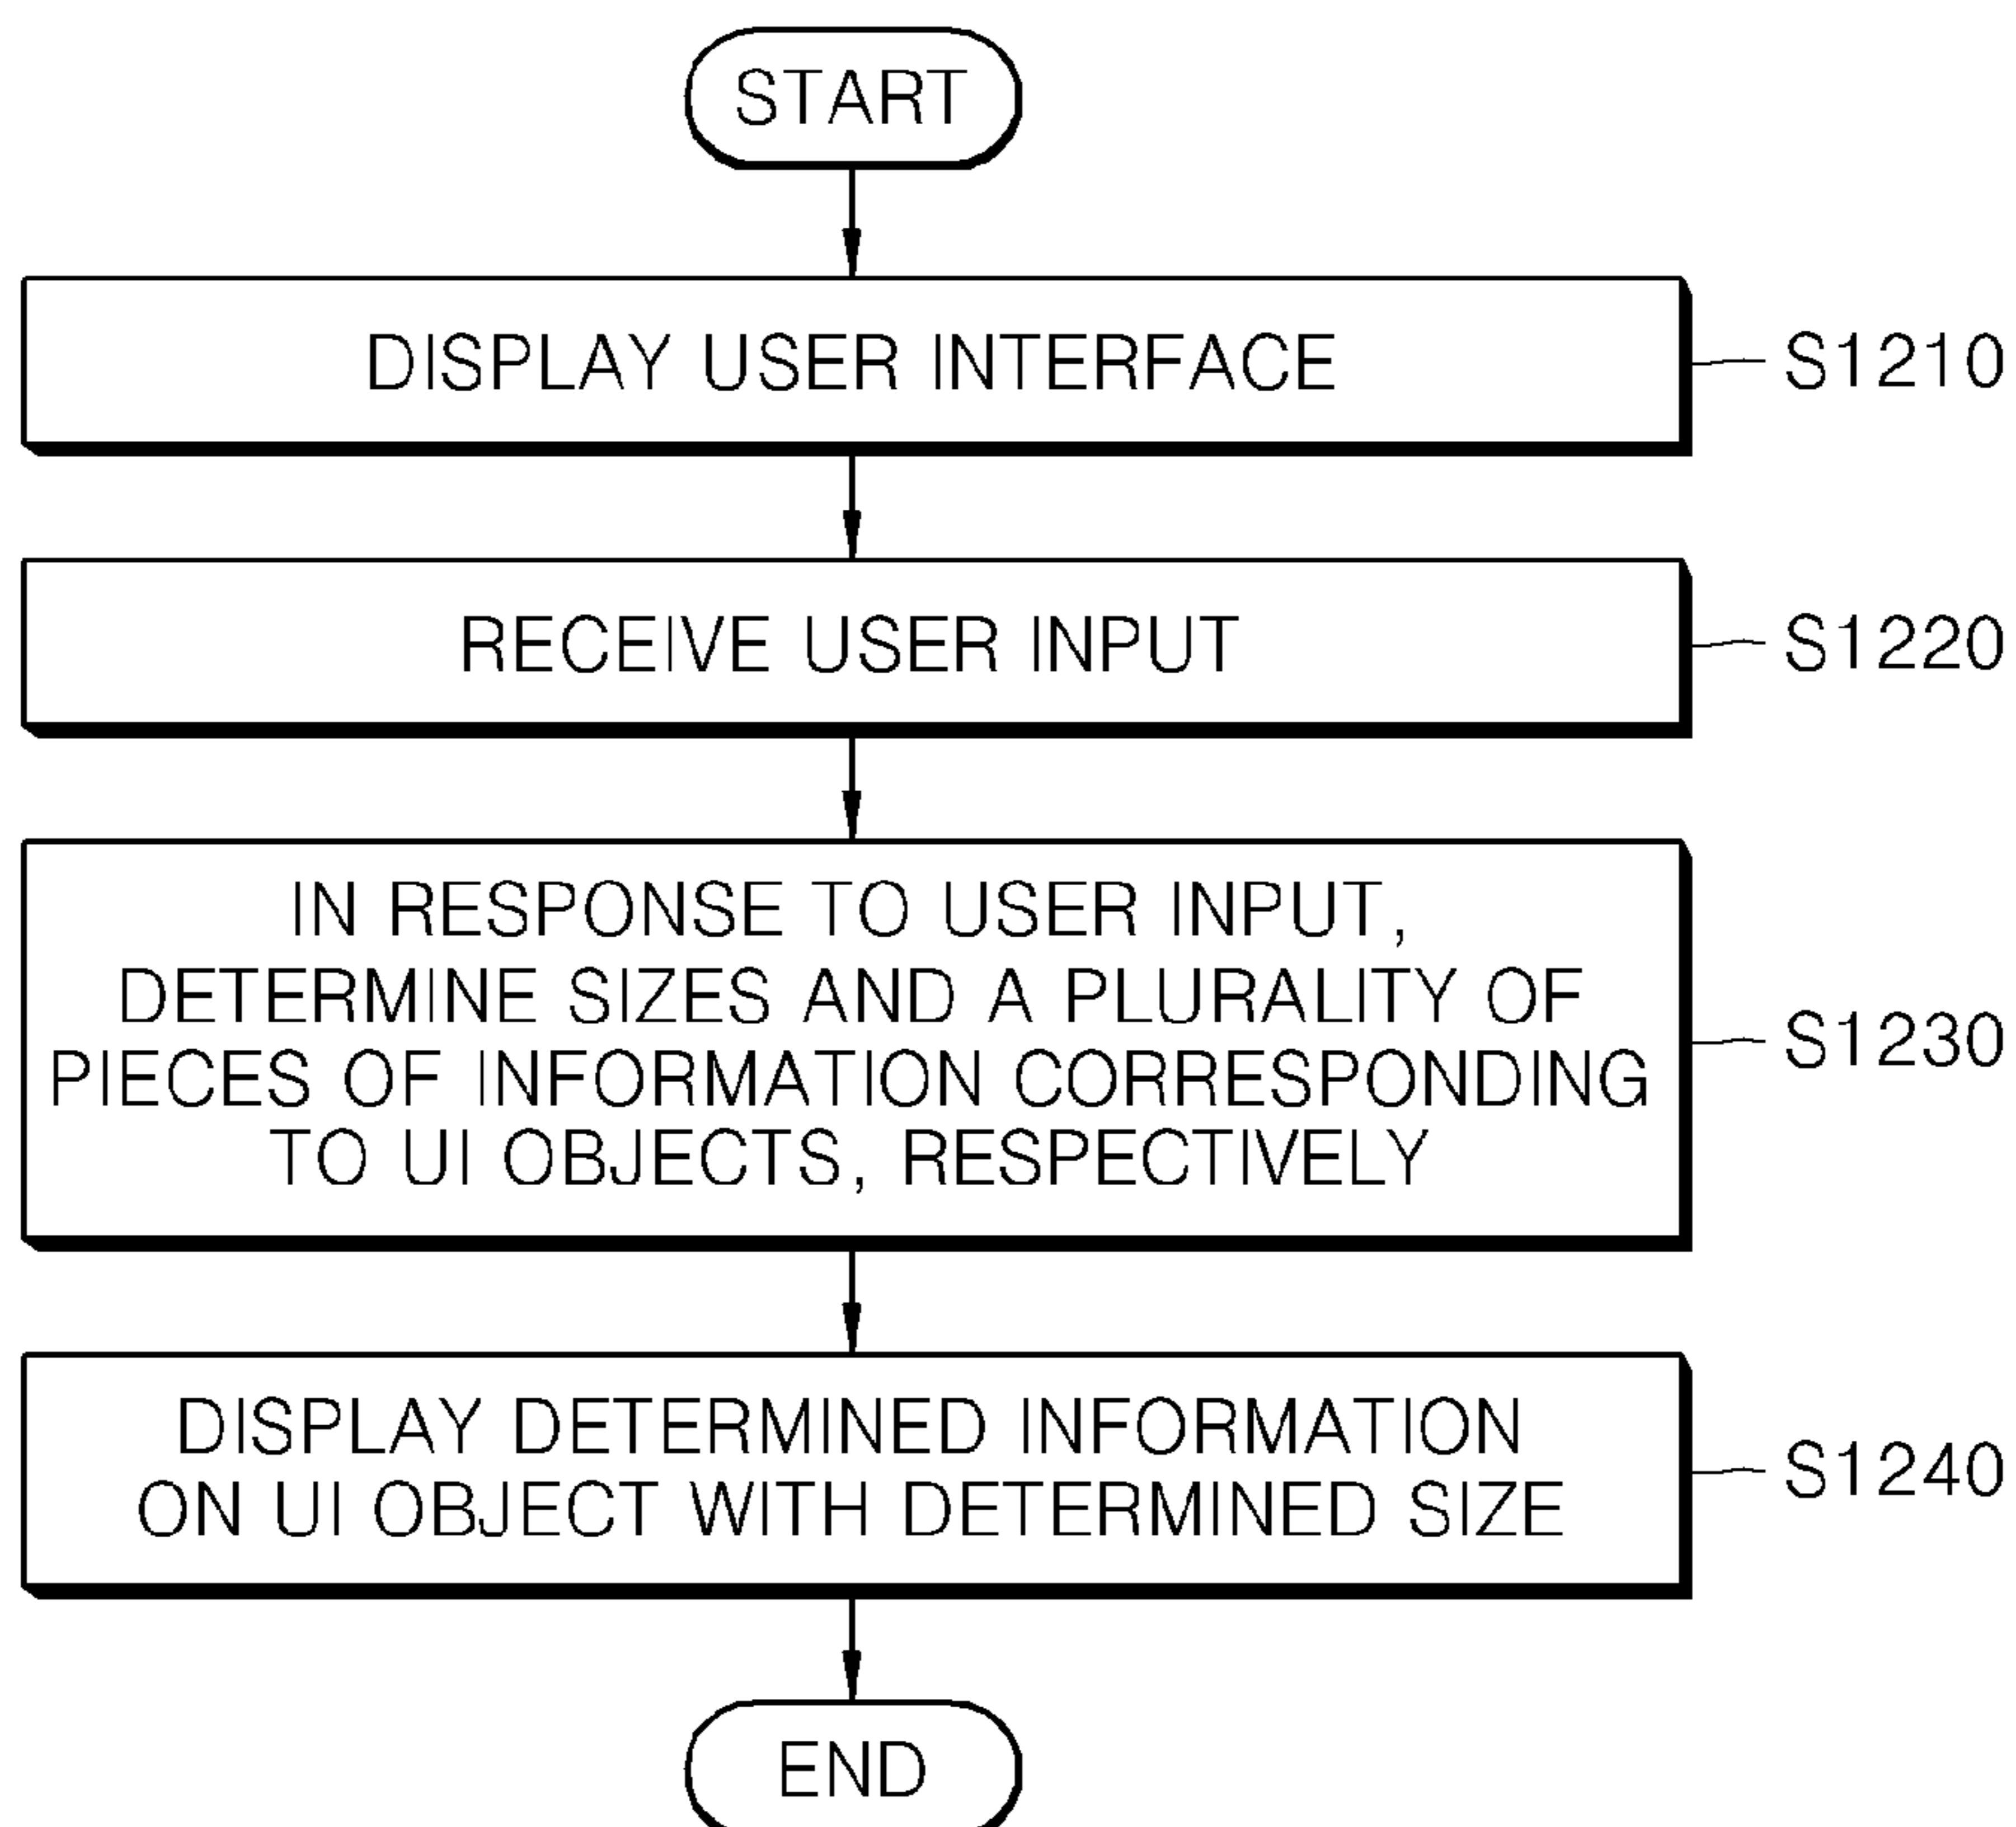 START
DISPLAY USER INTERFACE
S1210
RECEIVE USER INPUT
S1220
IN RESPONSE TO USER INPUT,
DETERMINE SIZES AND A PLURALITY OF
PIECES OF INFORMATION CORRESPONDING
TO UI OBJECTS, RESPECTIVELY
S1230
DISPLAY DETERMINED INFORMATION
ON UI OBJECT WITH DETERMINED SIZE
S1240
END